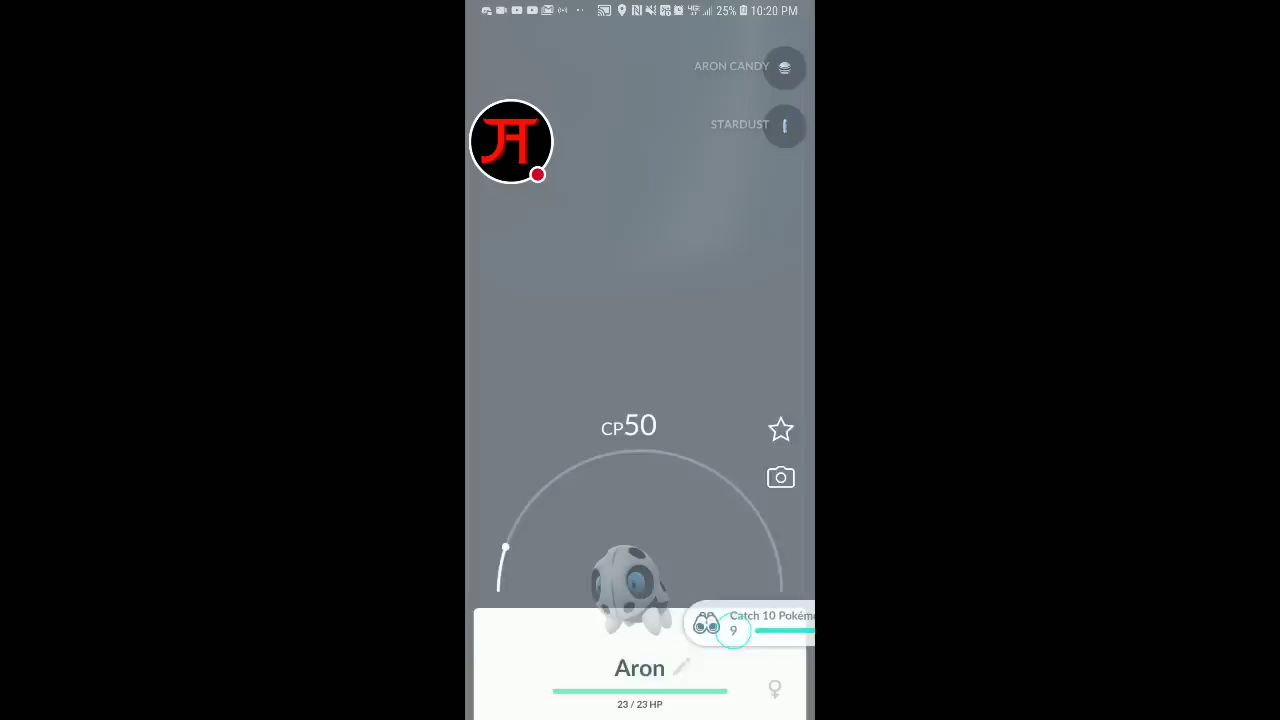 25% 10:20 PM
ARON CANDY
STARDUST
CP50
Catch 10 Pokém
9
Aron
23 / 23 HP